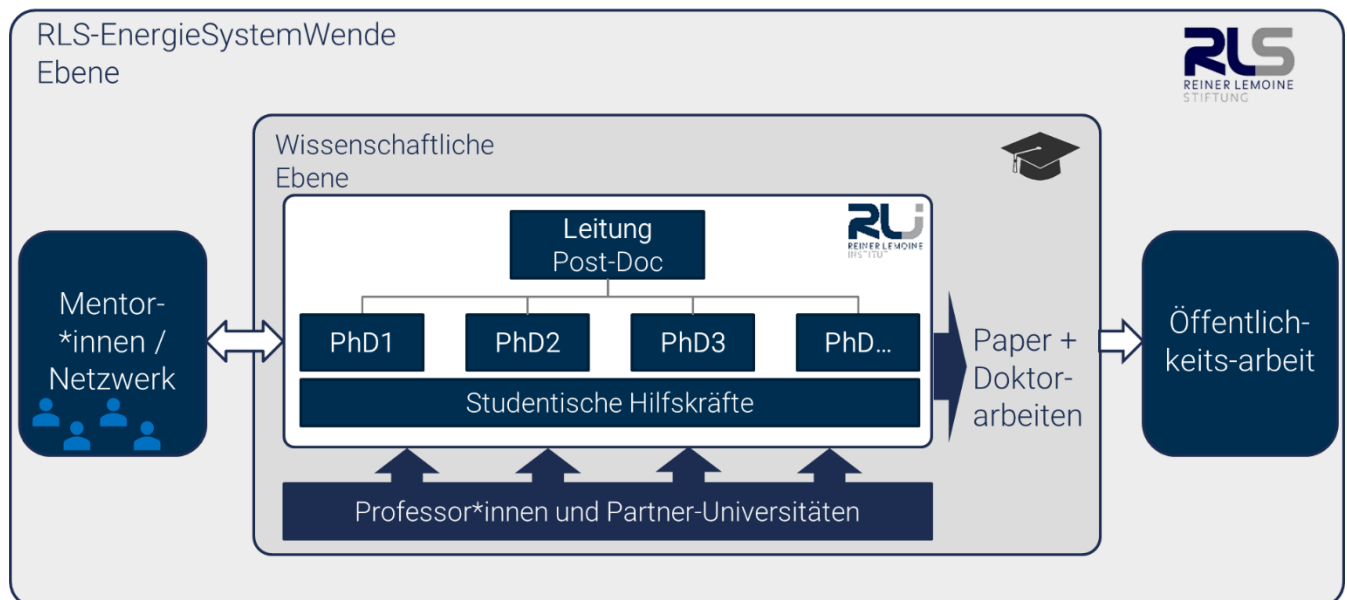 RLS-EnergieSystemWende
Ebene
RLS
REINER LEMOINE
STIFTUNG
Wissenschaftliche
Ebene
RLI
REINER LEMOINE
INSTITUT
Leitung
Post-Doc
Mentor-
*innen /
Netzwerk
PhD1
PhD2
PhD3
PhD...
Studentische Hilfskräfte
Paper +
Doktor-
arbeiten
Öffentlich-
keits-arbeit
Professor*innen und Partner-Universitäten